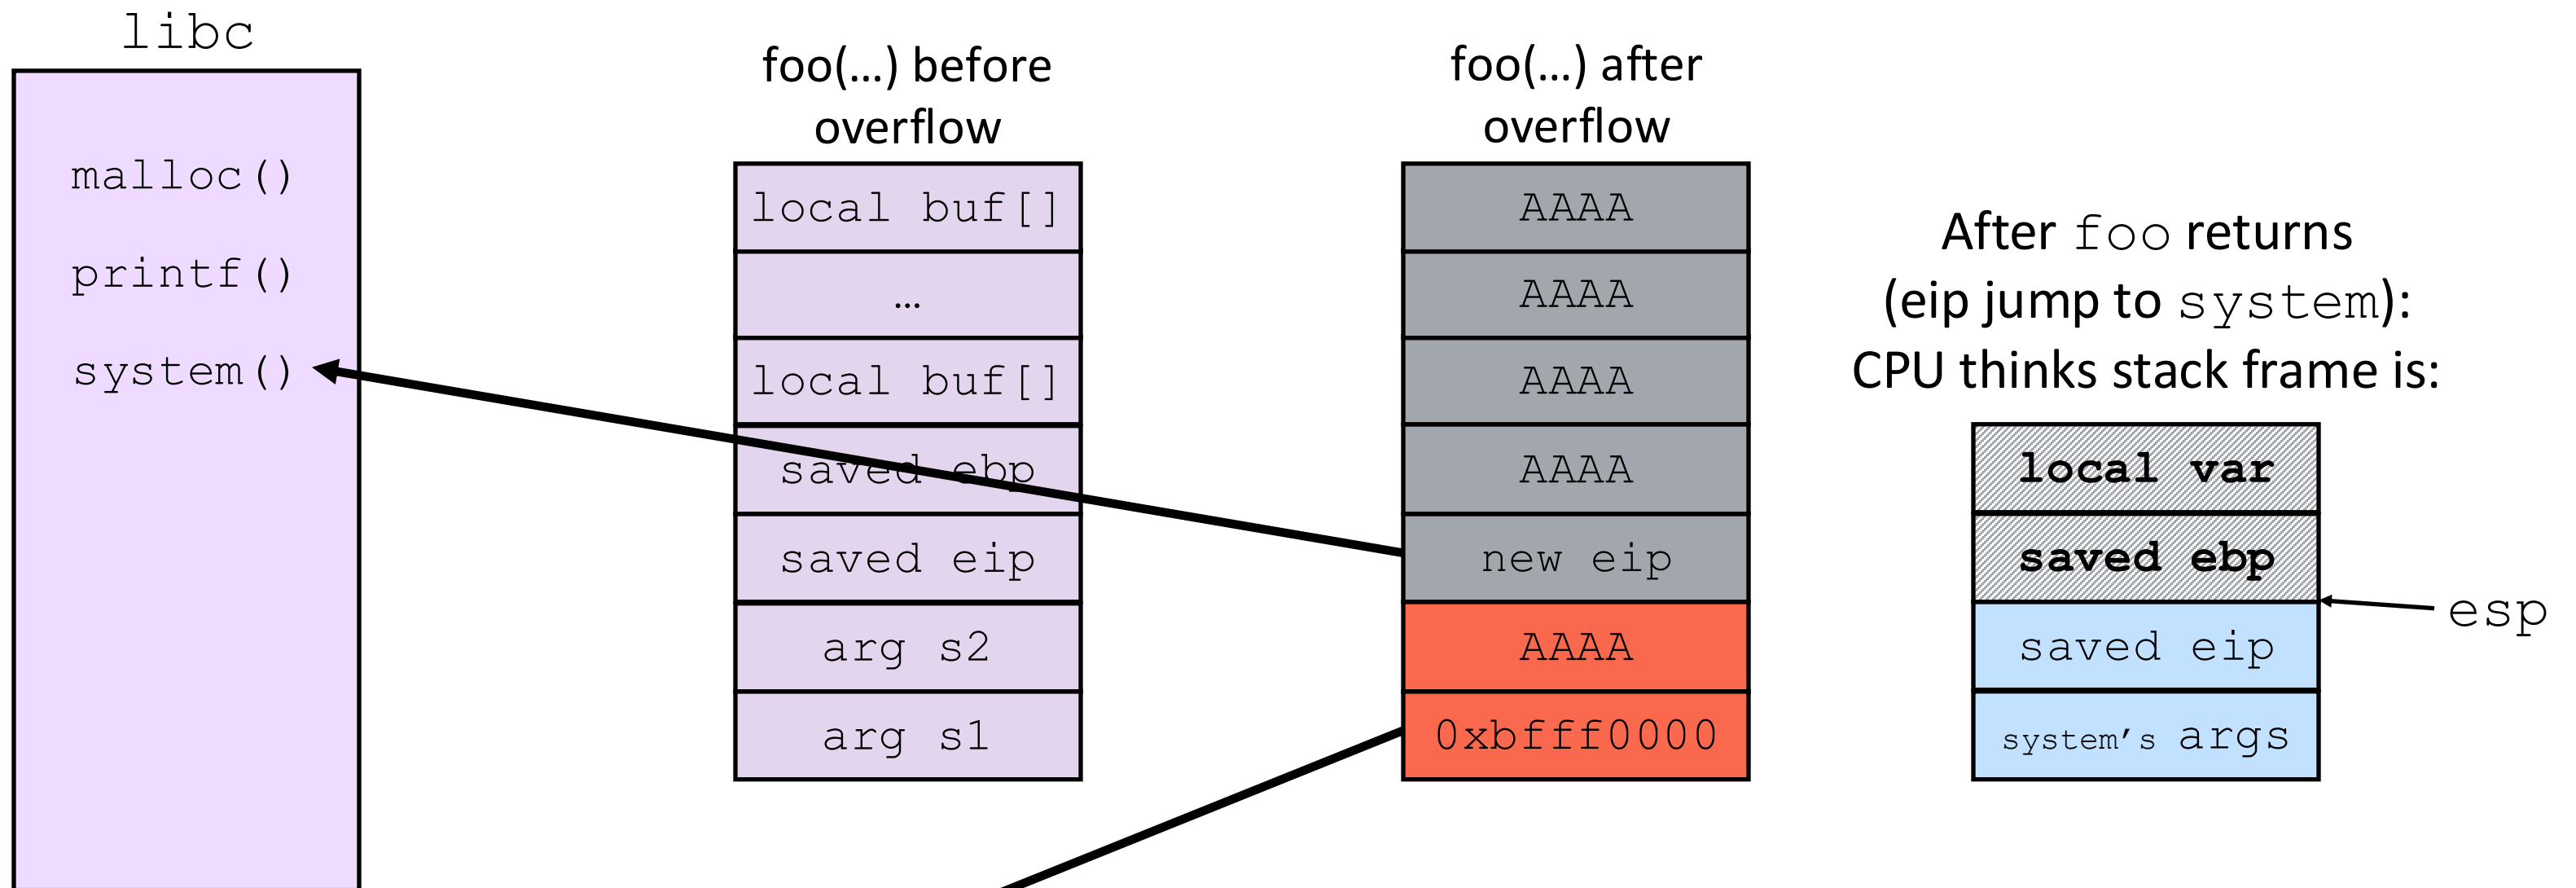 libc
malloc()
printf()
system()
foo(…) before
overflow
local buf[]
…
local buf[]
saved ebp
saved eip
arg s2
arg s1
foo(…) after
overflow
AAAA
AAAA
AAAA
AAAA
new eip
AAAA
0xbfff0000
After foo returns
(eip jump to system):
CPU thinks stack frame is:
local var
saved ebp
esp
saved eip
system’s args